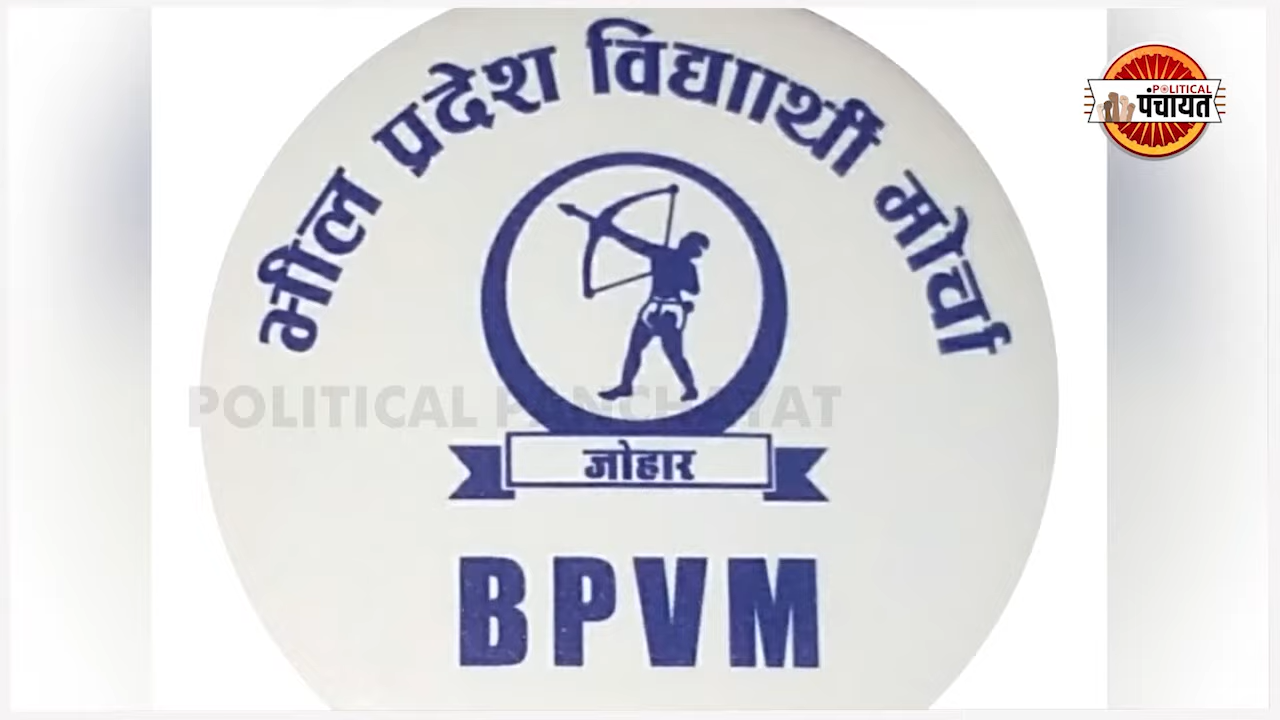 भील प्रदेश विद्याार्थी मोर्चा
POLITICAL
पंचायत
POLITICAL PANCHAYAT
जोहार
BPVM